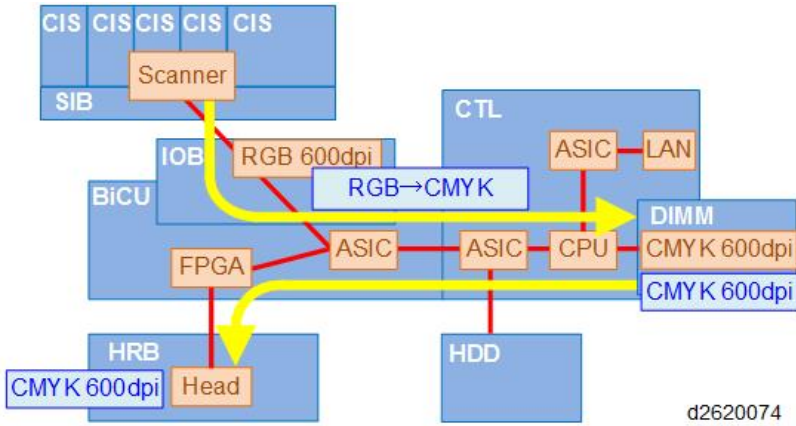 CIS CIS CIS CIS CIS
Scanner
SIB
CTL
IOB
RGB 600dpi
ASIC
LAN
BiCU
RGB→CMYK
DIMM
FPGA
ASIC
ASIC
CPU
CMYK 600dpi
CMYK 600dpi
HRB
HDD
CMYK 600dpi
Head
d2620074